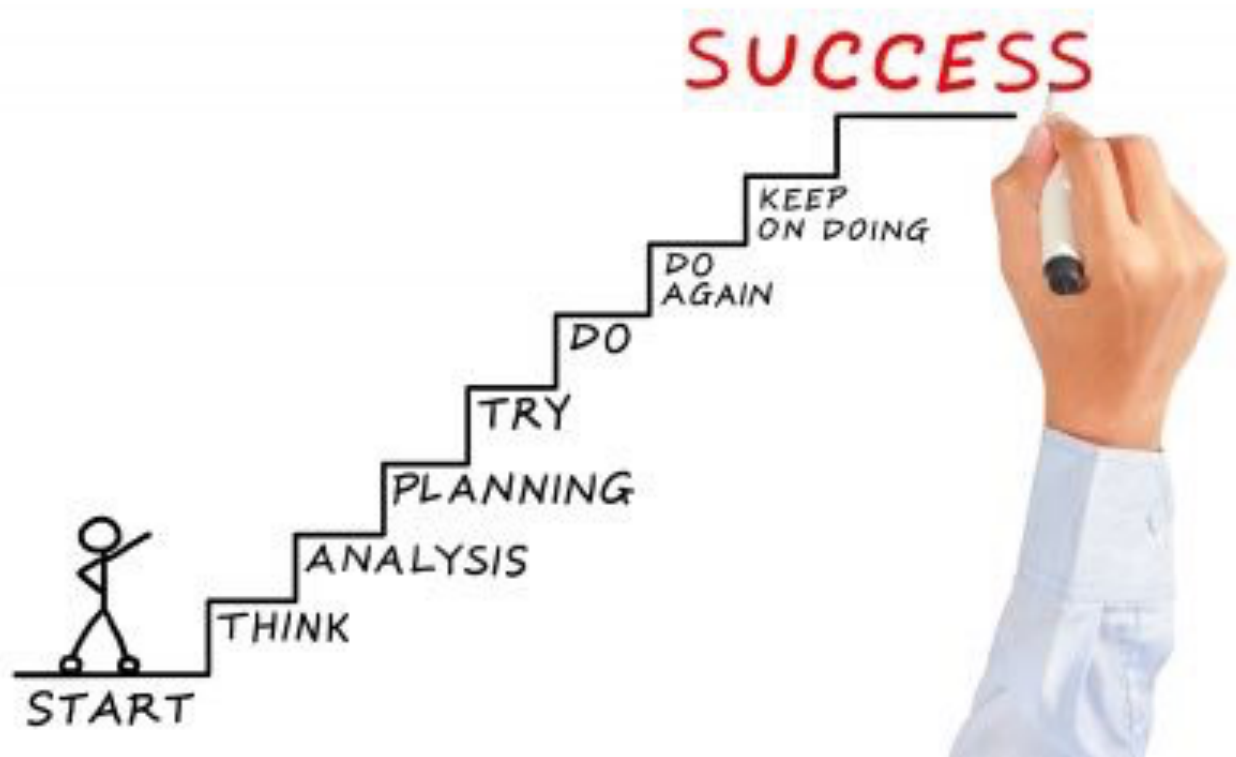 SUCCESS
KEEP
ON DOING
DO
AGAIN
DO
TRY
PLANNING
ANALYSIS
THINK
START